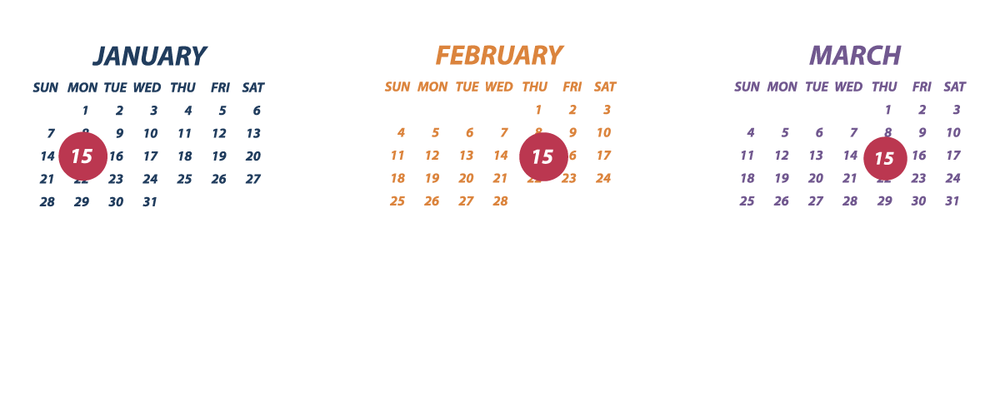 JANUARY
SUN MON TUE WED THU FRI SAT
1 2 3 4 5 6
7 8 9 10 11 12 13
14 15 16 17 18 19 20
21 22 23 24 25 26 27
28 29 30 31
FEBRUARY
SUN MON TUE WED THU FRI SAT
1 2 3
4 5 6 7 8 9 10
11 12 13 14 15 6 17
18 19 20 21 22 23 24
25 26 27 28
MARCH
SUN MON TUE WED THU FRI SAT
1 2 3
4 5 6 7 8 9 10
11 12 13 14 15 16 17
18 19 20 21 22 23 24
25 26 27 28 29 30 31